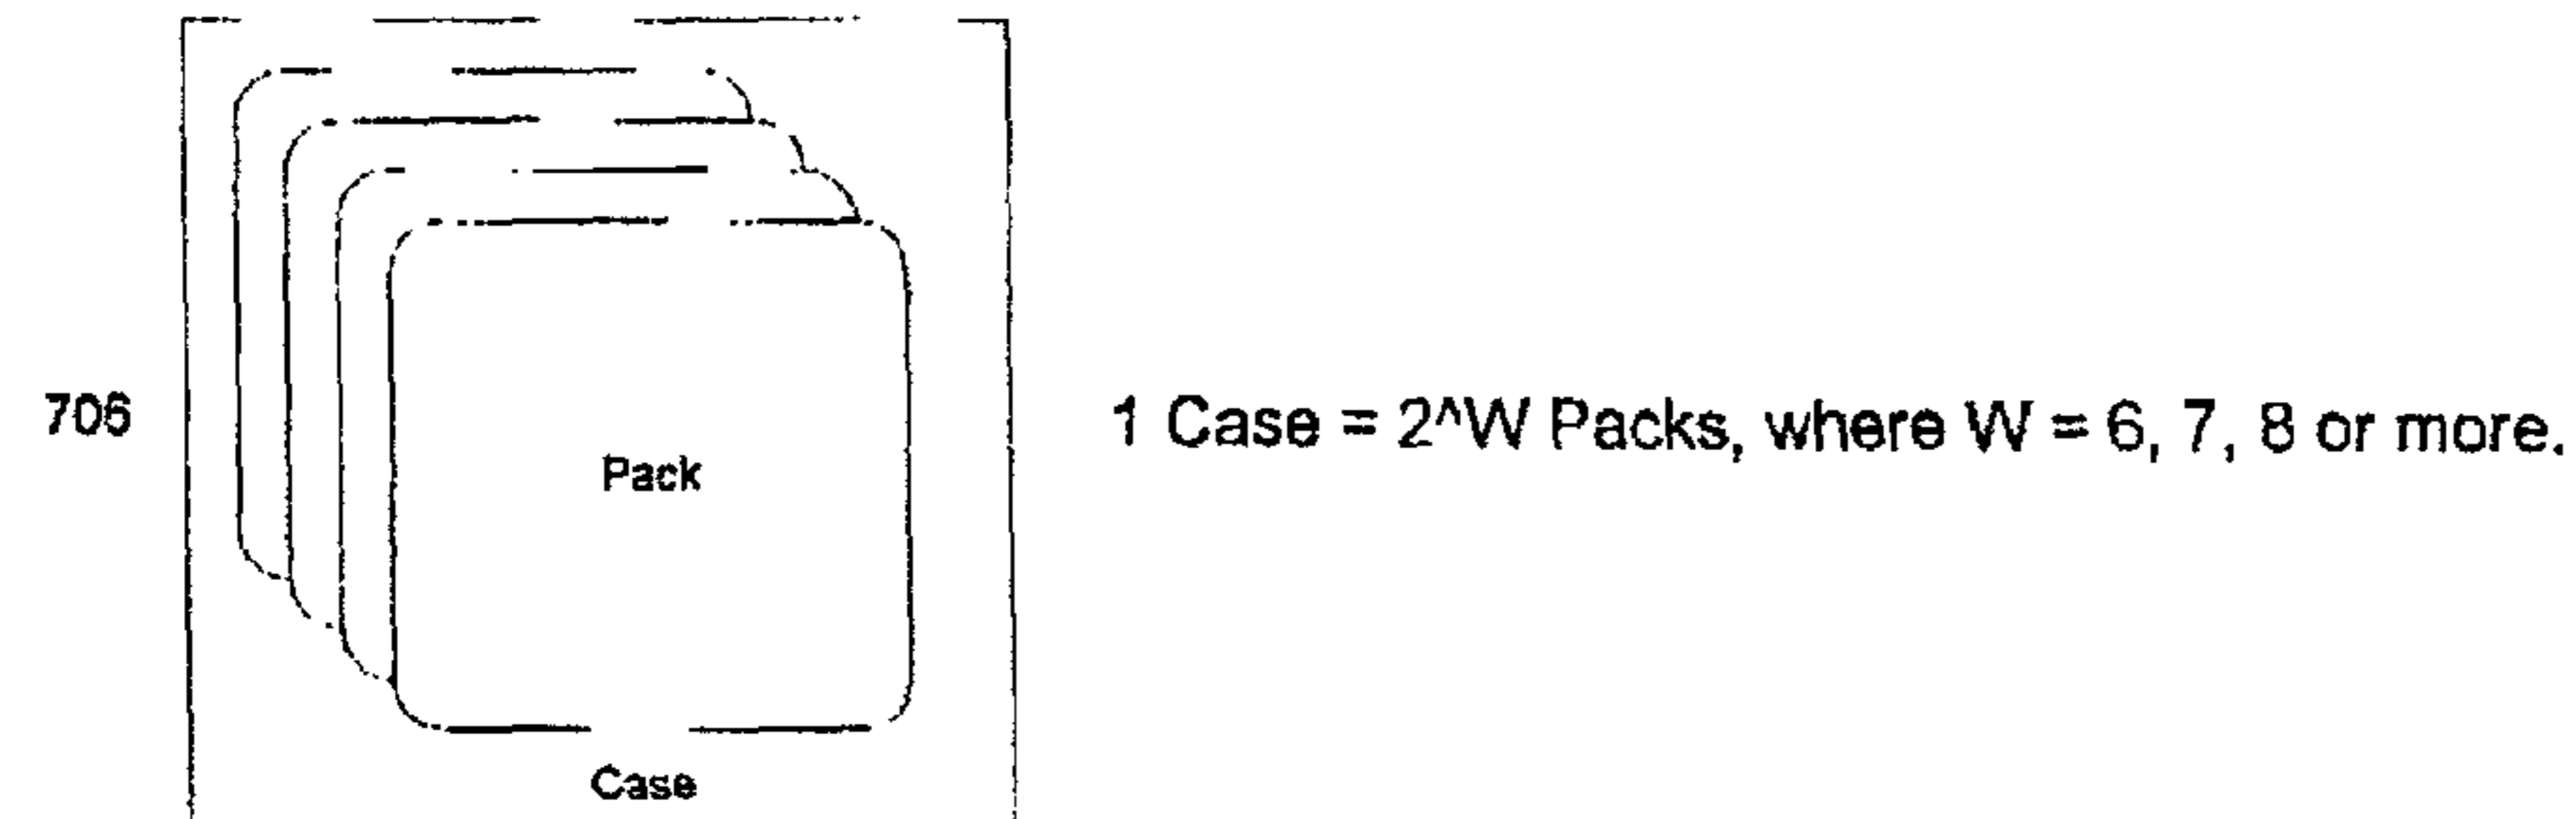 706
1 Case = 2^W Packs, where W = 6, 7, 8 or more.
Pack
Case